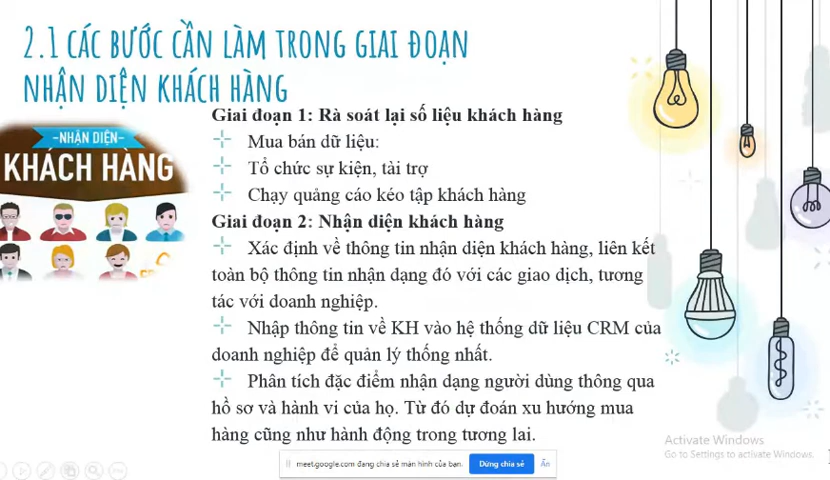 2.1 CÁC BƯỚC CẦN LÀM TRONG GIAI ĐOẠN
NHẬN DIỆN KHÁCH HÀNG
-NHẬN DIỆN-
KHÁCH HÀNG
Giai đoạn 1: Rà soát lại số liệu khách hàng
Mua bán dữ liệu:
Tổ chức sự kiện, tài trợ
Chạy quảng cáo kéo tập khách hàng
Giai đoạn 2: Nhận diện khách hàng
Xác định về thông tin nhận diện khách hàng, liên kết
toàn bộ thông tin nhận dạng đó với các giao dịch, tương
tác với doanh nghiệp.
Nhập thông tin về KH vào hệ thống dữ liệu CRM của
doanh nghiệp để quản lý thống nhất.
Phân tích đặc điểm nhận dạng người dùng thông qua
hồ sơ và hành vi của họ. Từ đó dự đoán xu hướng mua
hàng cũng như hành động trong tương lai.
Activate Windows
Go to Settings to activate Windows.
meet.google.com đang chia sẻ màn hình của bạn.
Dừng chia sẻ
Ẩn